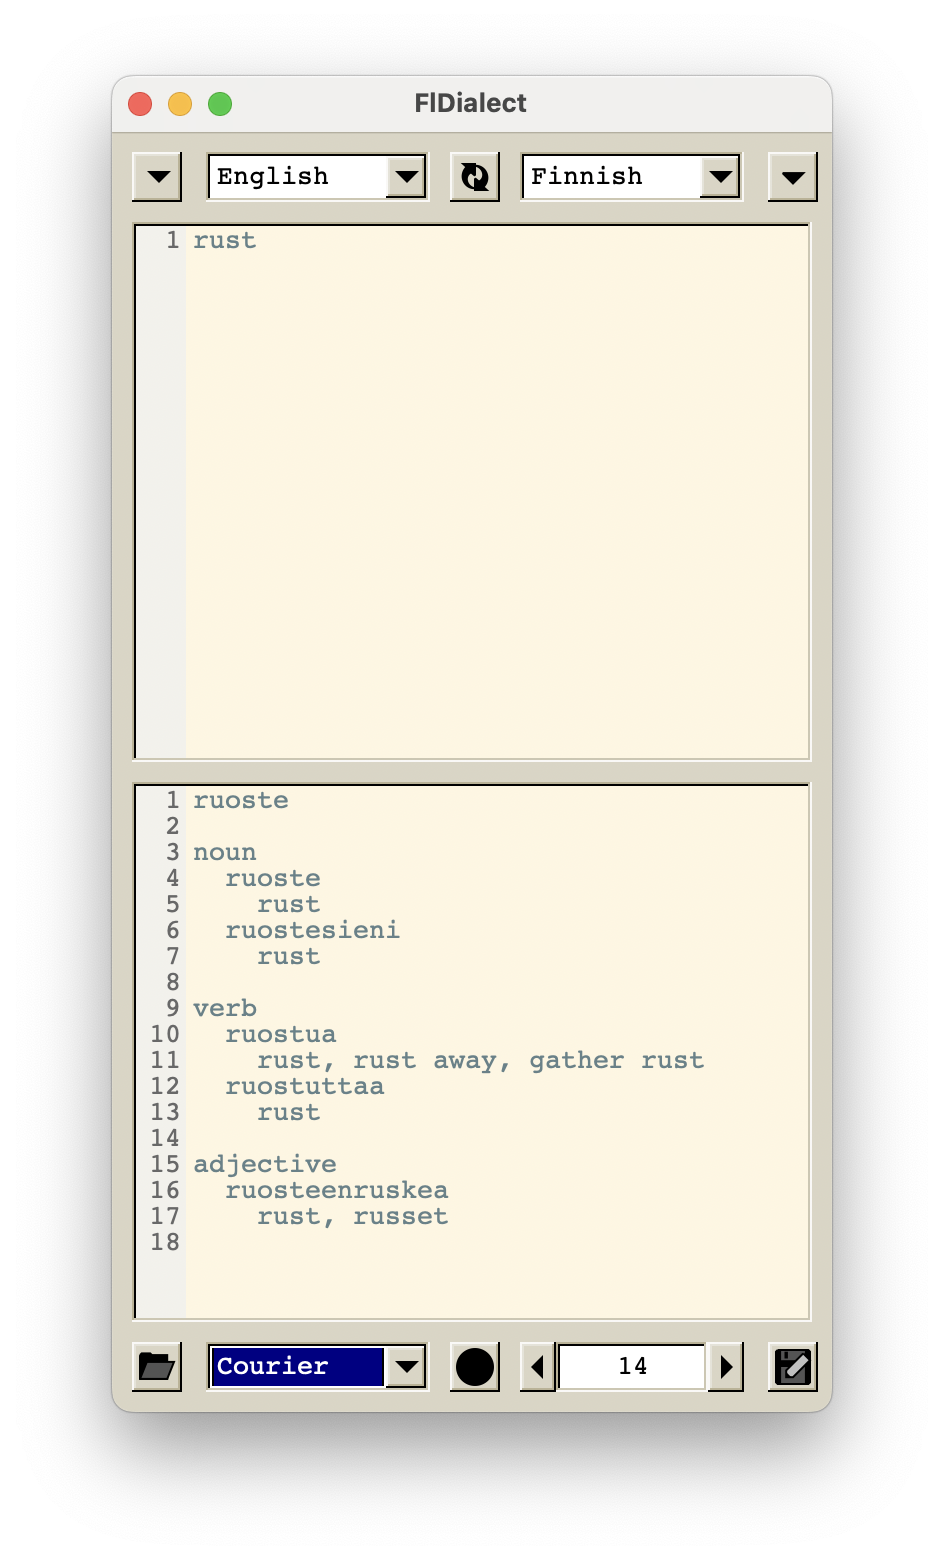 FlDialect
English Finnish
1 rust
1 ruoste
2
3 noun
4 ruoste
5 rust
6 ruostesieni
7 rust
8
9 verb
10 ruostua
11 rust, rust away, gather rust
12 ruostuttaa
13 rust
14
15 adjective
16 ruosteenruskea
17 rust, russet
18
Courier 14